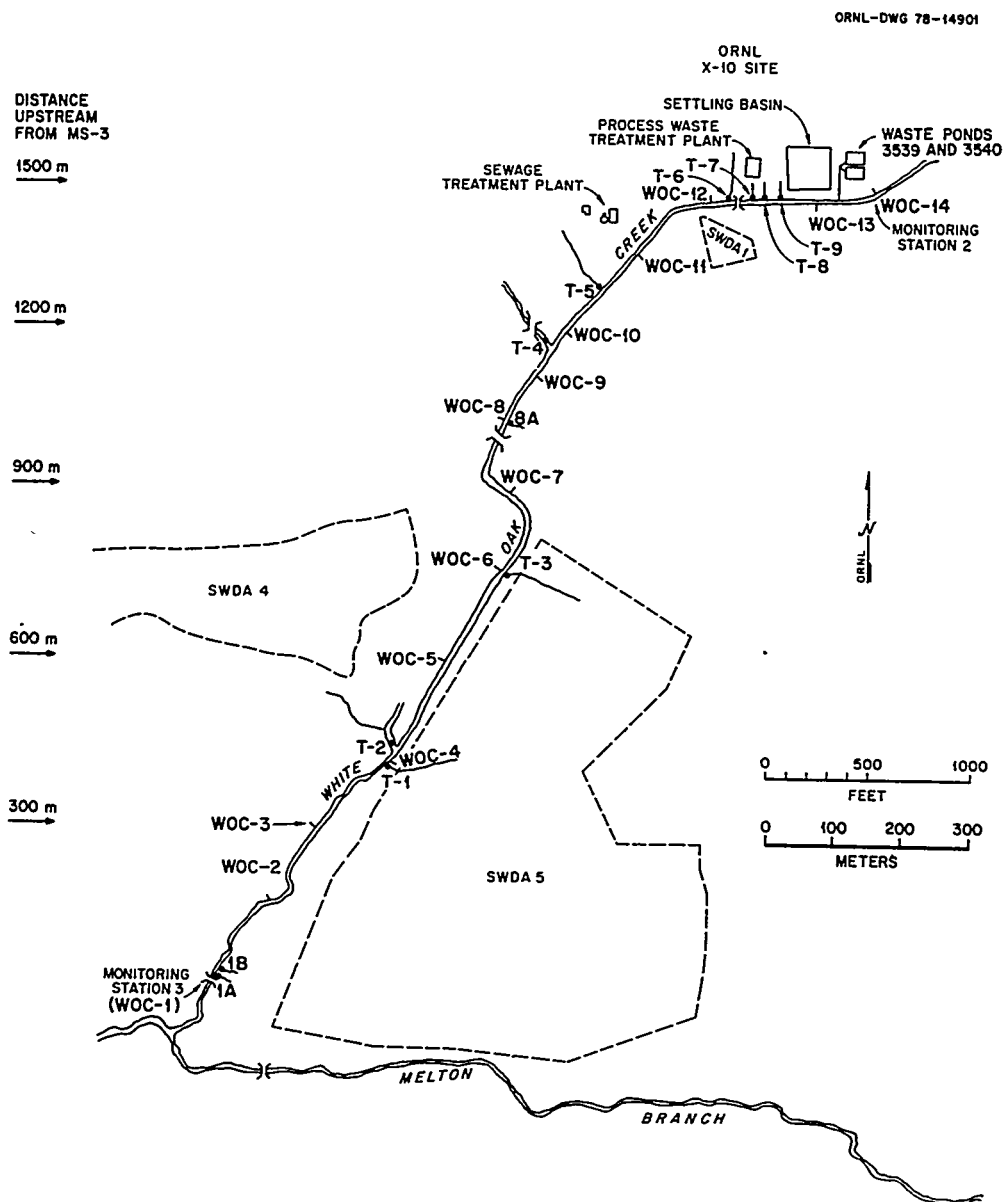 ORNL-DWG 78-14901
ORNL
X-10 SITE
DISTANCE
UPSTREAM
FROM MS-3
SETTLING BASIN
PROCESS WASTE
TREATMENT PLANT
WASTE PONDS
3539 AND 3540
1500 m
SEWAGE
TREATMENT PLANT
T-7
T-6
WOC-12
WOC-14
WOC-13
MONITORING
STATION 2
T-9
T-8
SWDA 1
CREEK
WOC-11
T-5
1200 m
WOC-10
T-4
WOC-9
WOC-8
8A
900 m
WOC-7
OAK
N
ORNL
WOC-6
T-3
SWDA 4
600 m
WOC-5
T-2
WOC-4
T-1
WHITE
300 m
WOC-3
0 500 1000
FEET
0 100 200 300
METERS
WOC-2
SWDA 5
1B
MONITORING
STATION 3
(WOC-1)
1A
MELTON
BRANCH